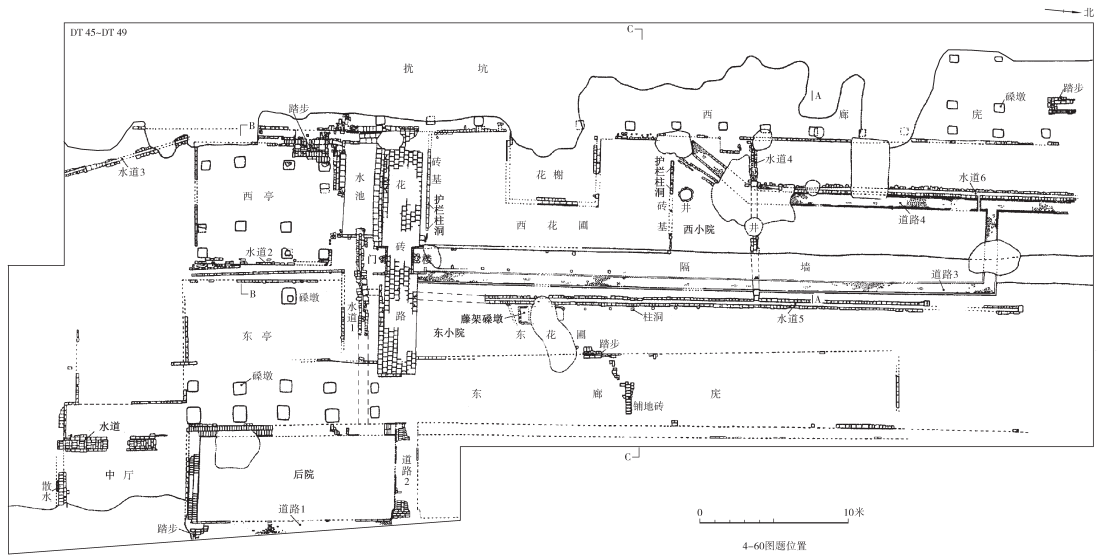 北
DT 45~DT 49
C
扰 坑
踏步
B
水道3
西亭
水池
花砖路
砖基
护栏柱洞
花榭
西花圃
护栏柱洞
砖基
井
西小院
井
水道4
A
西 廊 庑
磉墩
踏步
水道6
道路4
水道2
门
隔 墙
道路3
B
磉墩
水道1
东亭
藤架磉墩
东小院
东花圃
柱洞
A
水道5
踏步
磉墩
东 廊 庑
铺地砖
水道
中厅
散水
后院
道路1
道路2
踏步
C
0
10米
4-60图题位置